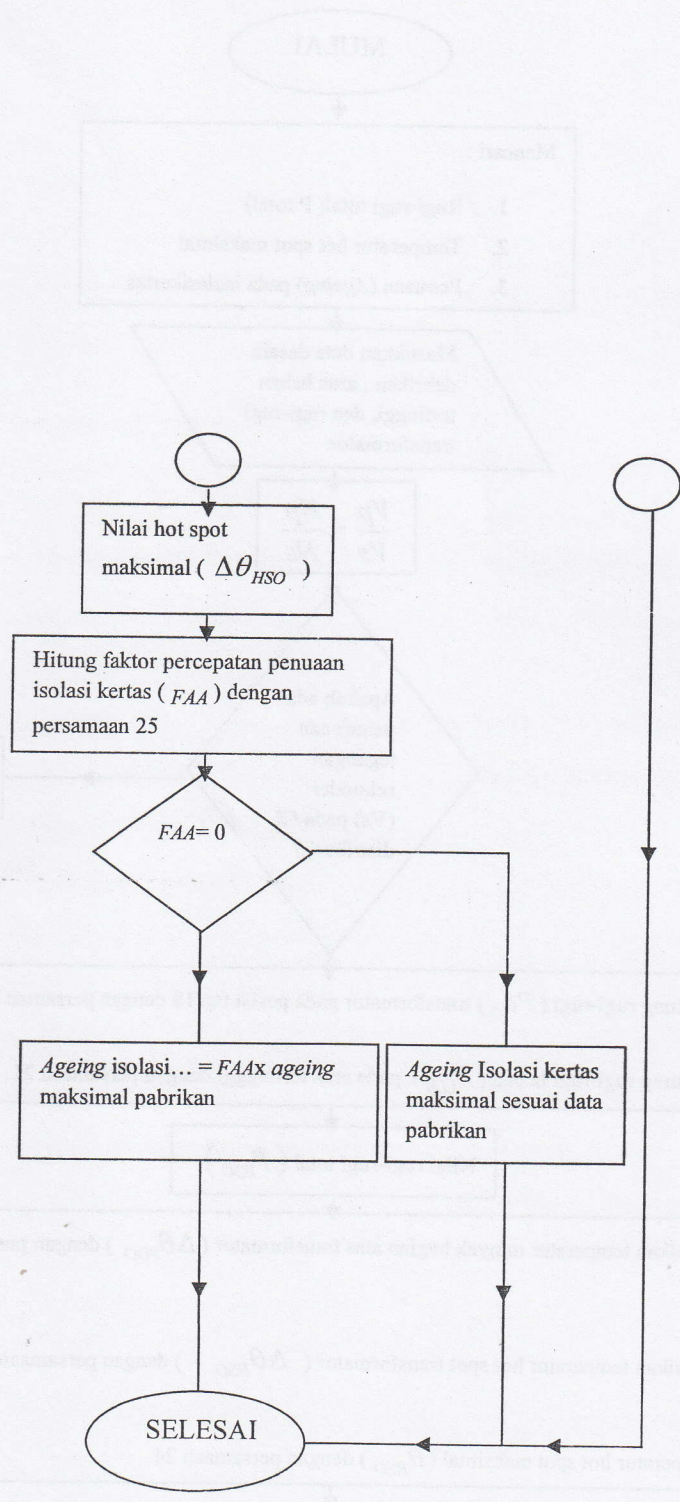 Nilai hot spot
maksimal ( Δθ_HSO )
Hitung faktor percepatan penuaan
isolasi kertas ( FAA ) dengan
persamaan 25
FAA= 0
Ageing isolasi… = FAAx ageing
maksimal pabrikan
Ageing Isolasi kertas
maksimal sesuai data
pabrikan
SELESAI